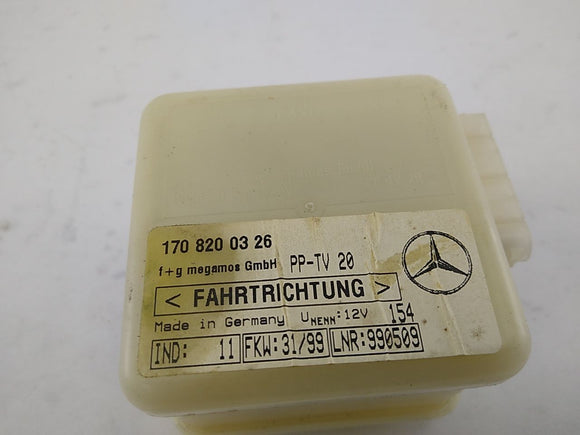 170 820 03 26
f+g megamos GmbH PP-TV 20
< FAHRTRICHTUNG >
Made in Germany UNENN:12V 154
IND: 11 FKW:31/99 LNR:990509